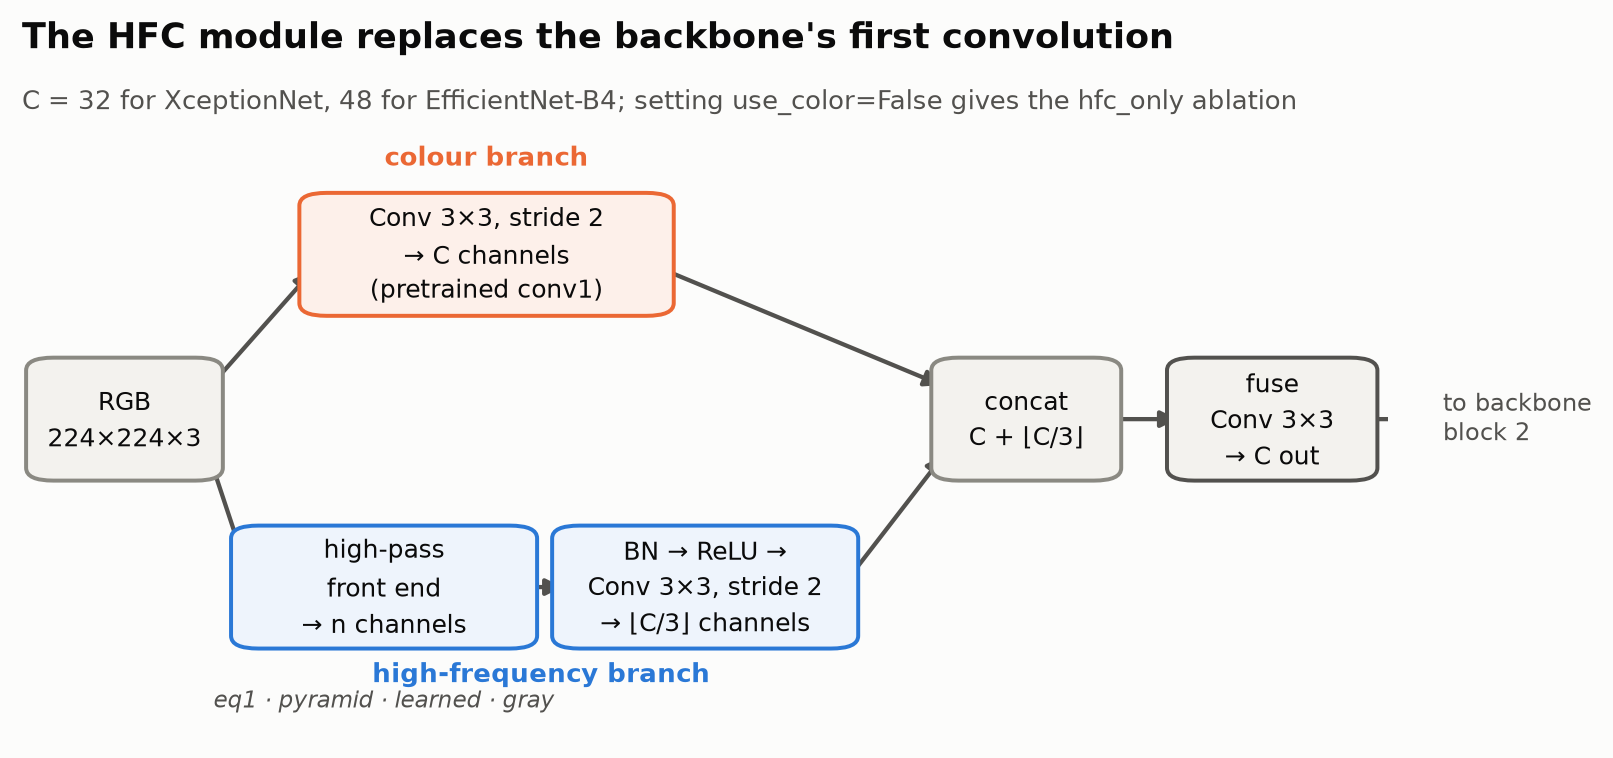 The HFC module replaces the backbone's first convolution
C = 32 for XceptionNet, 48 for EfficientNet-B4; setting use_color=False gives the hfc_only ablation
colour branch
Conv 3×3, stride 2
→ C channels
(pretrained conv1)
RGB
224×224×3
high-pass
front end
→ n channels
BN → ReLU →
Conv 3×3, stride 2
→ ⌊C/3⌋ channels
high-frequency branch
eq1 · pyramid · learned · gray
concat
C + ⌊C/3⌋
fuse
Conv 3×3
→ C out
to backbone
block 2